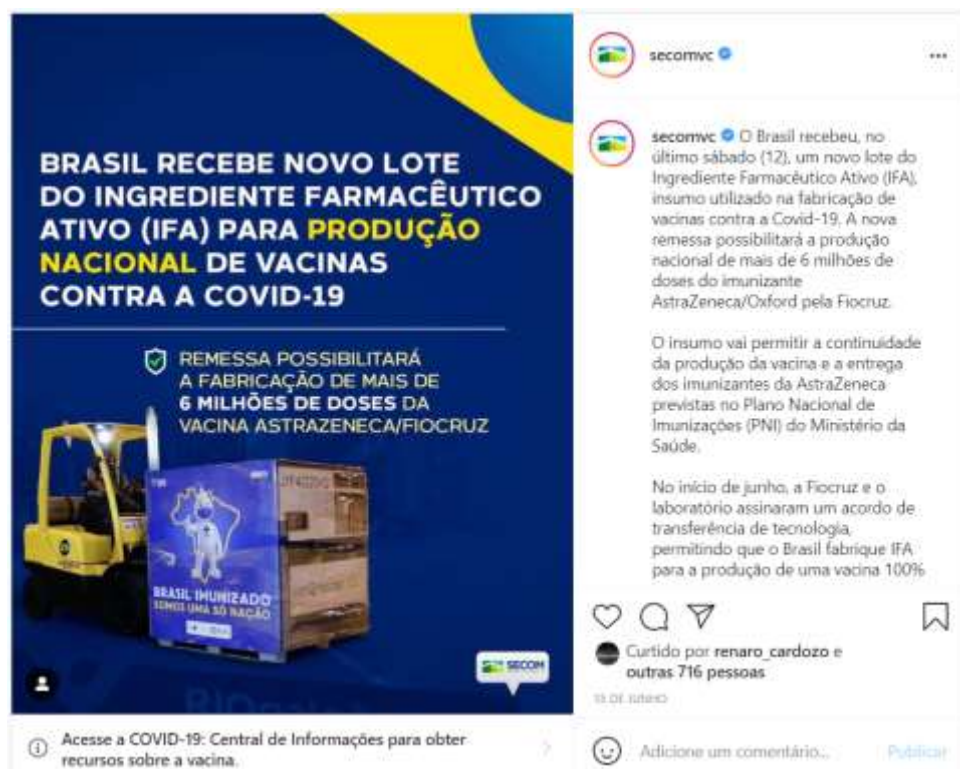 BRASIL RECEBE NOVO LOTE
DO INGREDIENTE FARMACÊUTICO
ATIVO (IFA) PARA PRODUÇÃO
NACIONAL DE VACINAS
CONTRA A COVID-19
REMESSA POSSIBILITARÁ
A FABRICAÇÃO DE MAIS DE
6 MILHÕES DE DOSES DA
VACINA ASTRAZENECA/FIOCRUZ
BRASIL IMUNIZADO
SOMOS UMA SÓ NAÇÃO
SECOM
Acesse a COVID-19: Central de Informações para obter
recursos sobre a vacina.
secomvc
secomvc O Brasil recebeu, no
último sábado (12), um novo lote do
Ingrediente Farmacêutico Ativo (IFA),
insumo utilizado na fabricação de
vacinas contra a Covid-19. A nova
remessa possibilitará a produção
nacional de mais de 6 milhões de
doses do imunizante
AstraZeneca/Oxford pela Fiocruz.
O insumo vai permitir a continuidade
da produção da vacina e a entrega
dos imunizantes da AstraZeneca
previstas no Plano Nacional de
Imunizações (PNI) do Ministério da
Saúde.
No início de junho, a Fiocruz e o
laboratório assinaram um acordo de
transferência de tecnologia,
permitindo que o Brasil fabrique IFA
para a produção de uma vacina 100%
Curtido por renaro_cardozo e
outras 716 pessoas
DE JUNHO
Adicione um comentário...
Publicar